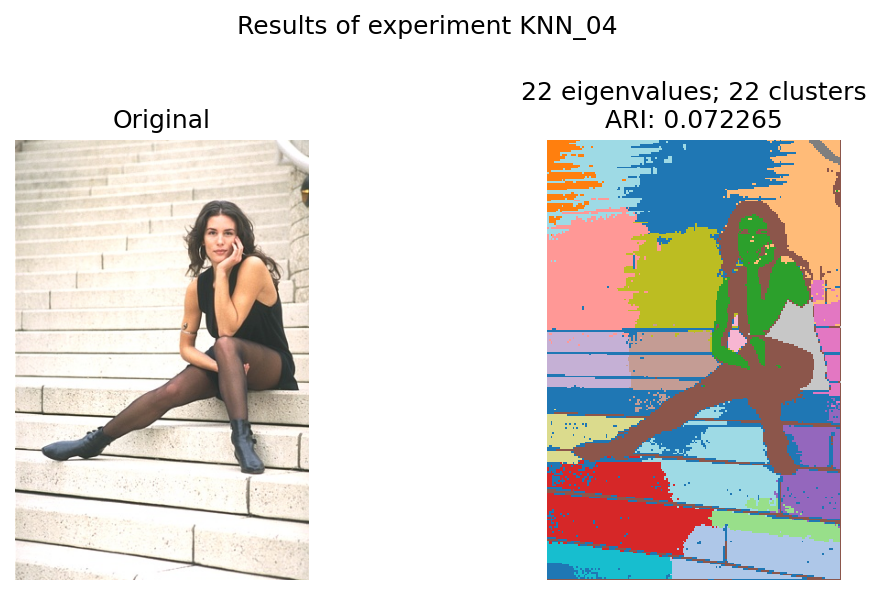 Results of experiment KNN_04
Original
22 eigenvalues; 22 clusters
ARI: 0.072265